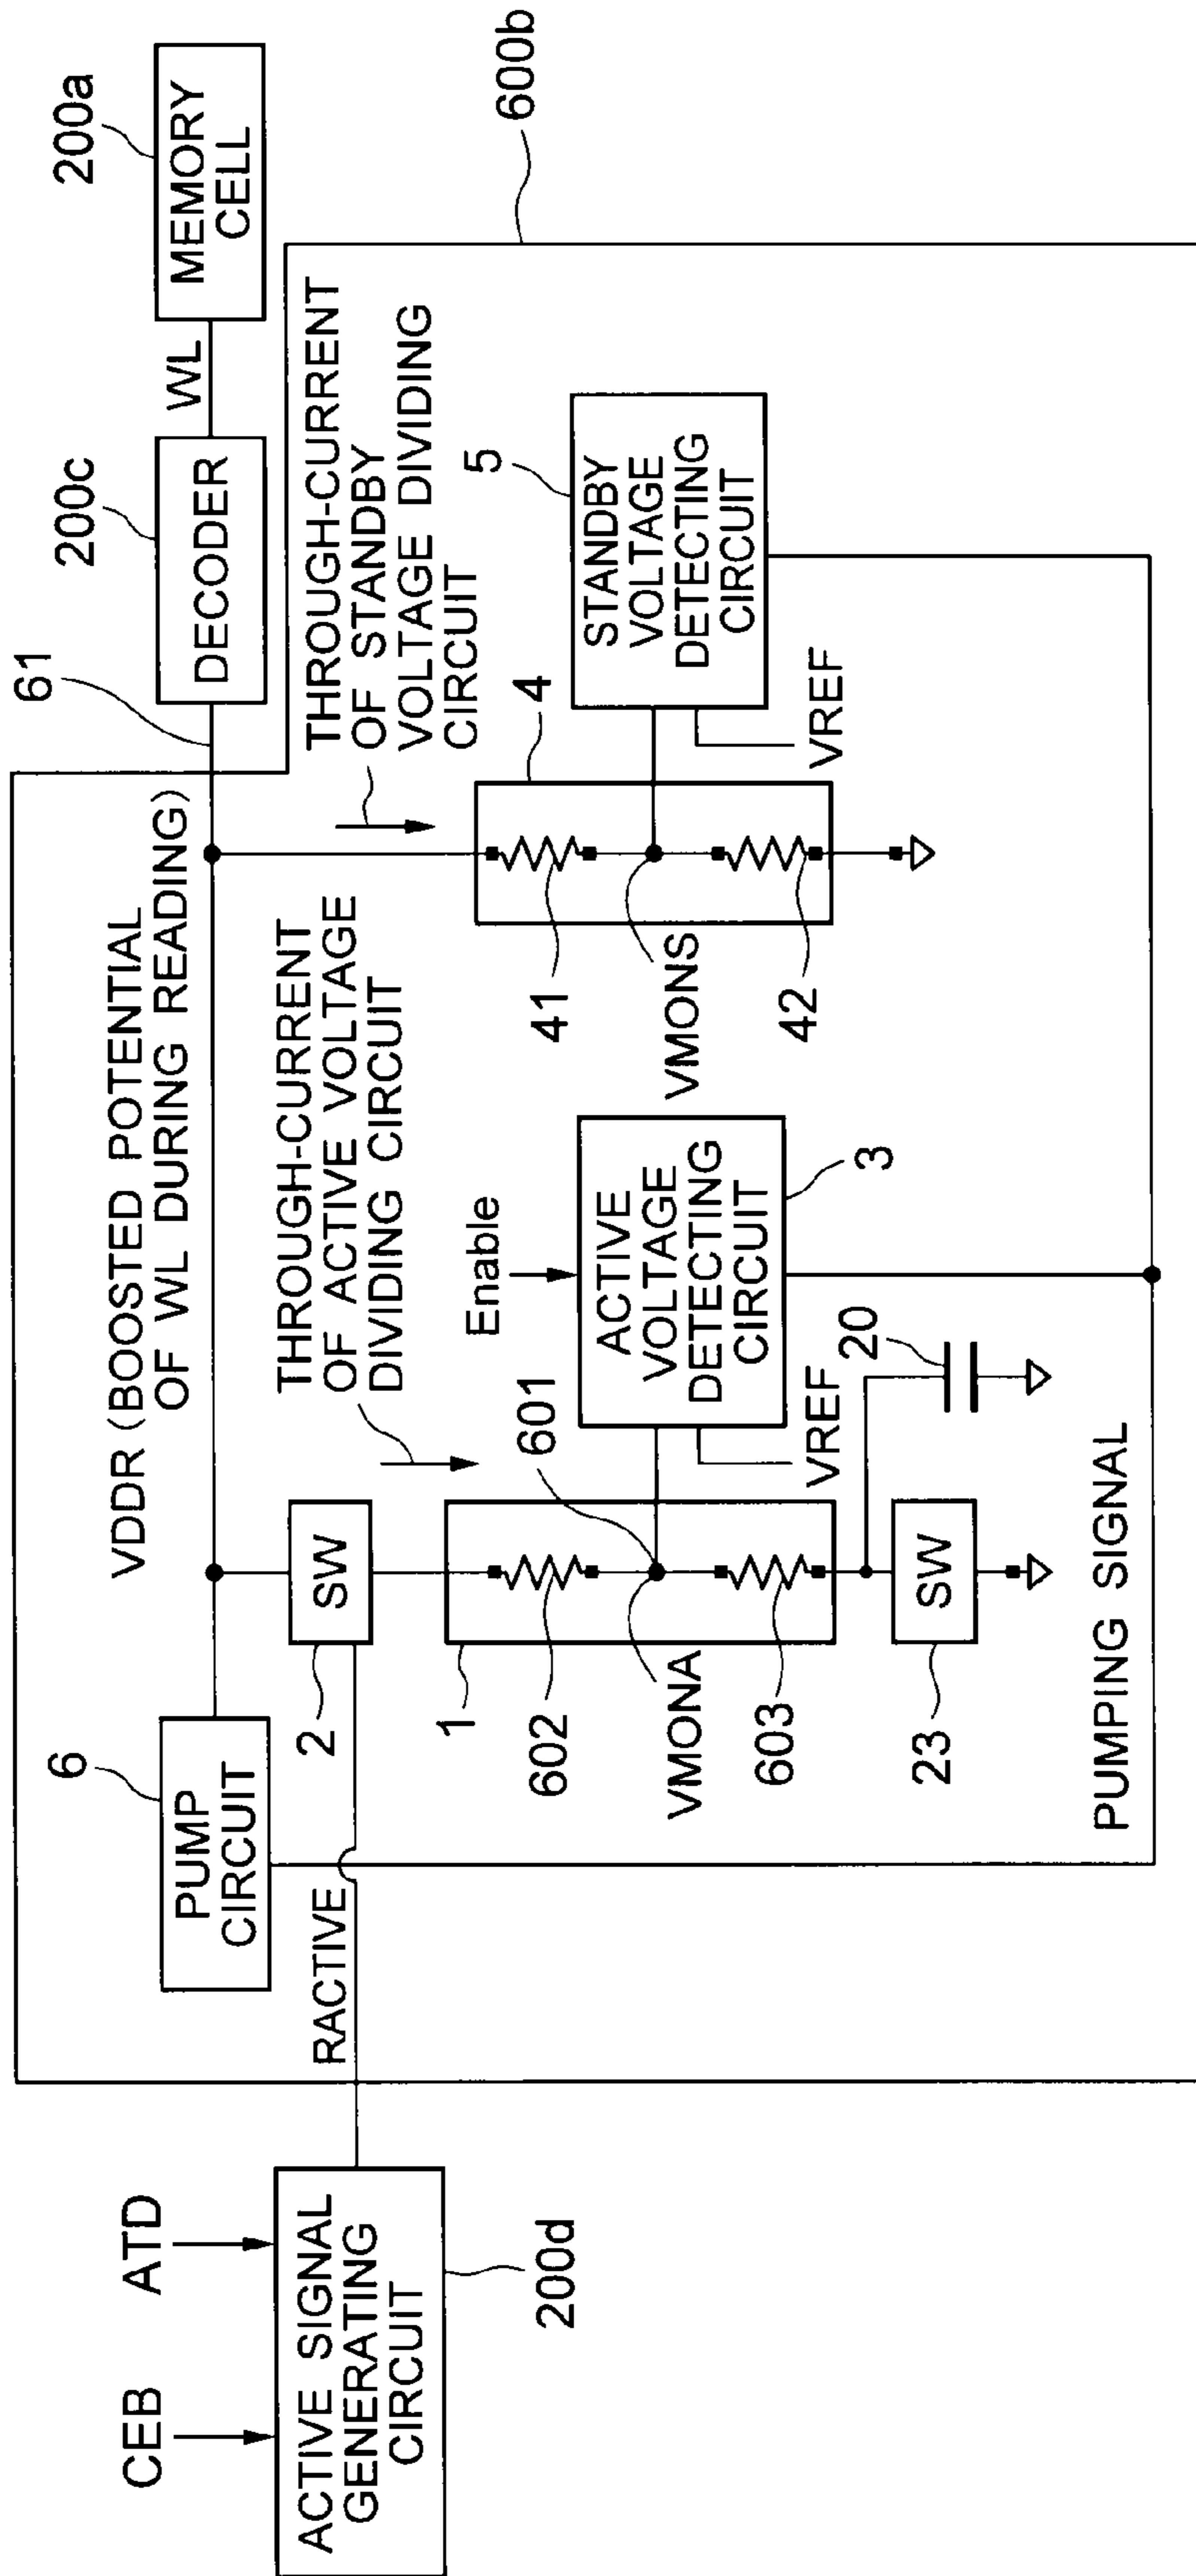 CEB
ATD
ACTIVE SIGNAL
GENERATING
CIRCUIT
200d
RACTIVE
6
PUMP
CIRCUIT
VDDR (BOOSTED POTENTIAL
OF WL DURING READING)
61
200c
DECODER
WL
200a
MEMORY
CELL
600b
2
SW
THROUGH-CURRENT
OF ACTIVE VOLTAGE
DIVIDING CIRCUIT
THROUGH-CURRENT
OF STANDBY
VOLTAGE DIVIDING
CIRCUIT
1
602
601
VMONA
603
23
SW
20
VREF
Enable
ACTIVE
VOLTAGE
DETECTING
CIRCUIT
3
4
41
VMONS
42
VREF
5
STANDBY
VOLTAGE
DETECTING
CIRCUIT
PUMPING SIGNAL